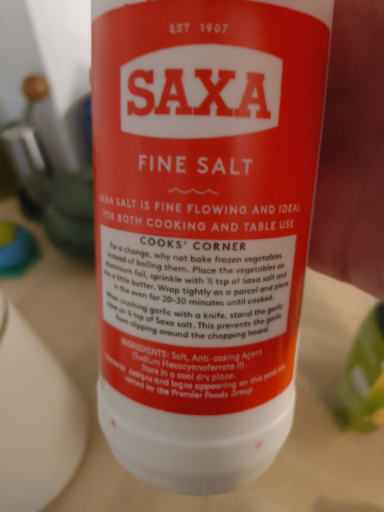 EST 1907
SAXA
FINE SALT
SAXA SALT IS FINE FLOWING AND IDEAL
FOR BOTH COOKING AND TABLE USE
COOKS' CORNER
For a change, why not bake frozen vegetables
instead of boiling them. Place the vegetables on
aluminium foil, sprinkle with ½ tsp of Saxa salt and
a little butter. Wrap tightly as a parcel and place
in the oven for 20-30 minutes until cooked.
When crushing garlic with a knife, stand the garlic
on ½ tsp of Saxa salt. This prevents the garlic
from slipping around the chopping board.
INGREDIENTS: Salt, Anti-caking Agent
(Sodium Hexacyanoferrate II).
Store in a cool dry place.
designs and logos appearing on this pack are
owned by the Premier Foods Group